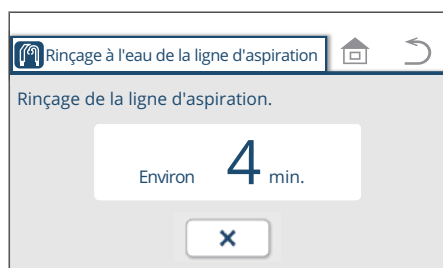 Rinçage à l'eau de la ligne d'aspiration
Rinçage de la ligne d'aspiration.
Environ 4 min.